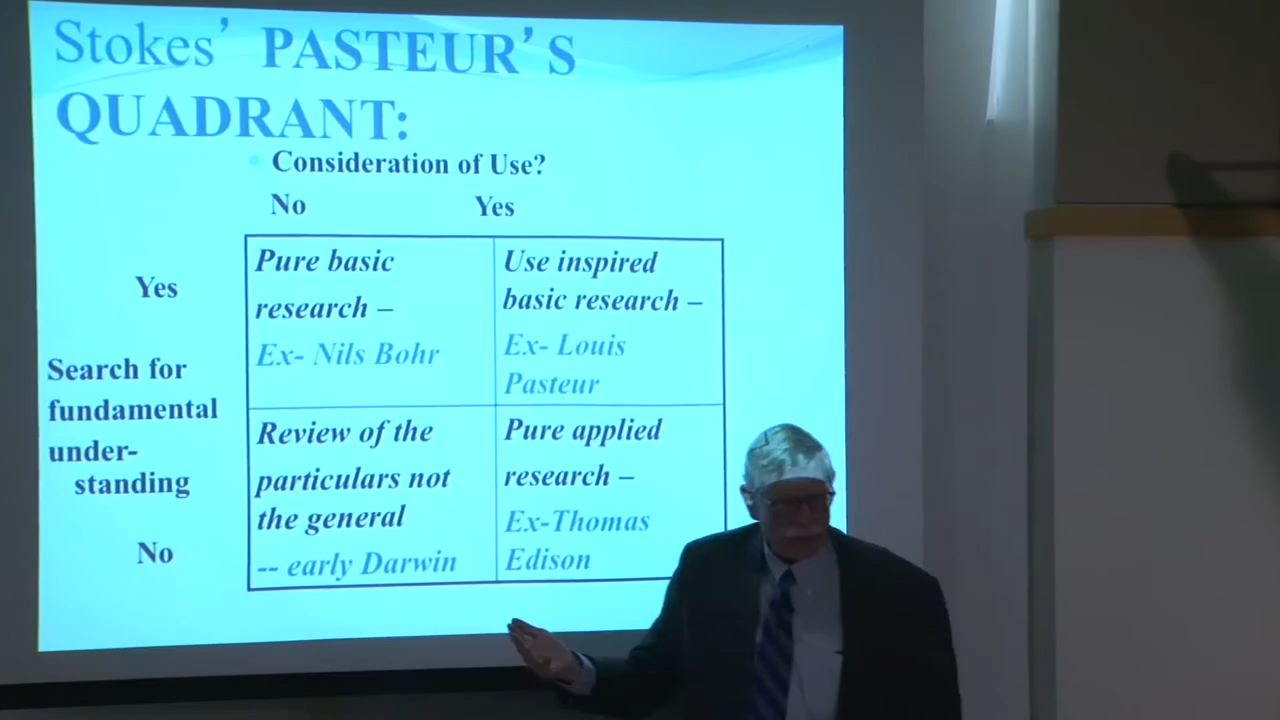 Stokes’ PASTEUR’S
QUADRANT:
Consideration of Use?
No Yes
Yes
Search for
fundamental
under-
standing
No
Pure basic
research –
Ex- Nils Bohr
Use inspired
basic research –
Ex- Louis
Pasteur
Review of the
particulars not
the general
-- early Darwin
Pure applied
research –
Ex-Thomas
Edison